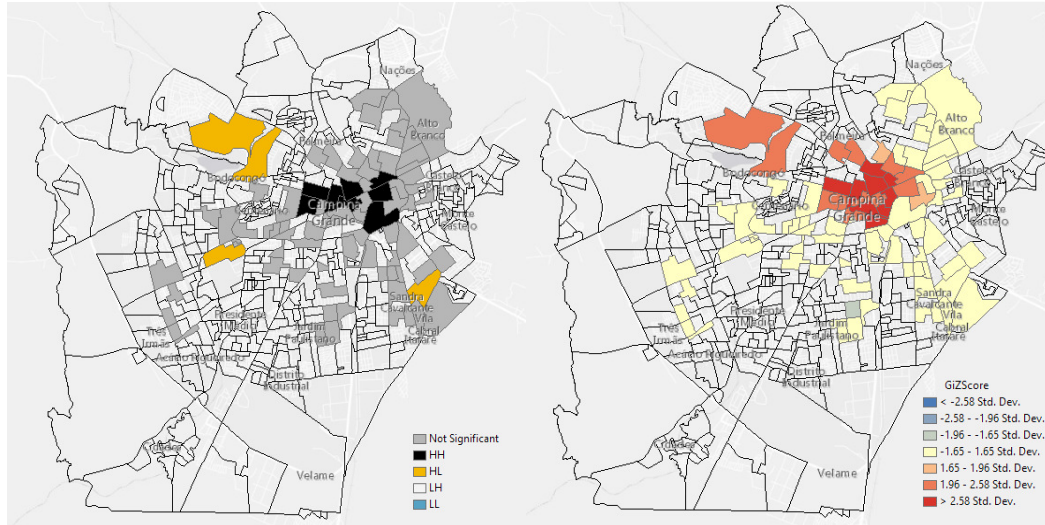 Nações
Alto
Branco
Palmeira
Bodocongó
Castelo
Branco
Campina
Grande
Monte
Castelo
Sandra
Cavalcante
Vila
Cabral
Presidente
Médici
Jardim
Paulistano
Três
Irmãs
Acácio Figueiredo
Distrito
Industrial
Velame
Not Significant
HH
HL
LH
LL
Nações
Alto
Branco
Palmeira
Bodocongó
Castelo
Branco
Campina
Grande
Monte
Castelo
Sandra
Cavalcante
Vila
Cabral
Presidente
Médici
Jardim
Paulistano
Três
Irmãs
Acácio Figueiredo
Distrito
Industrial
Velame
GiZScore
< -2.58 Std. Dev.
-2.58 - -1.96 Std. Dev.
-1.96 - -1.65 Std. Dev.
-1.65 - 1.65 Std. Dev.
1.65 - 1.96 Std. Dev.
1.96 - 2.58 Std. Dev.
> 2.58 Std. Dev.